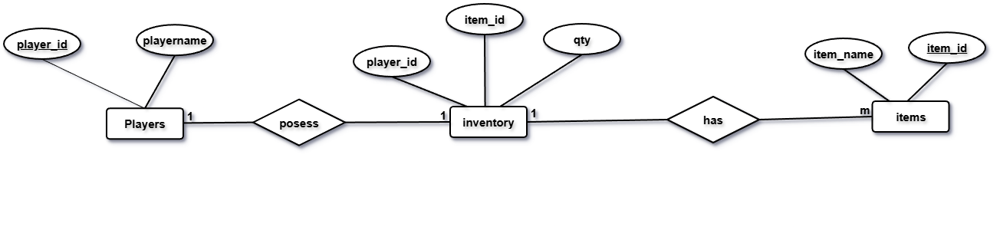 player_id
playername
item_id
player_id
qty
item_name
item_id
Players
1
posess
1
inventory
1
has
m
items